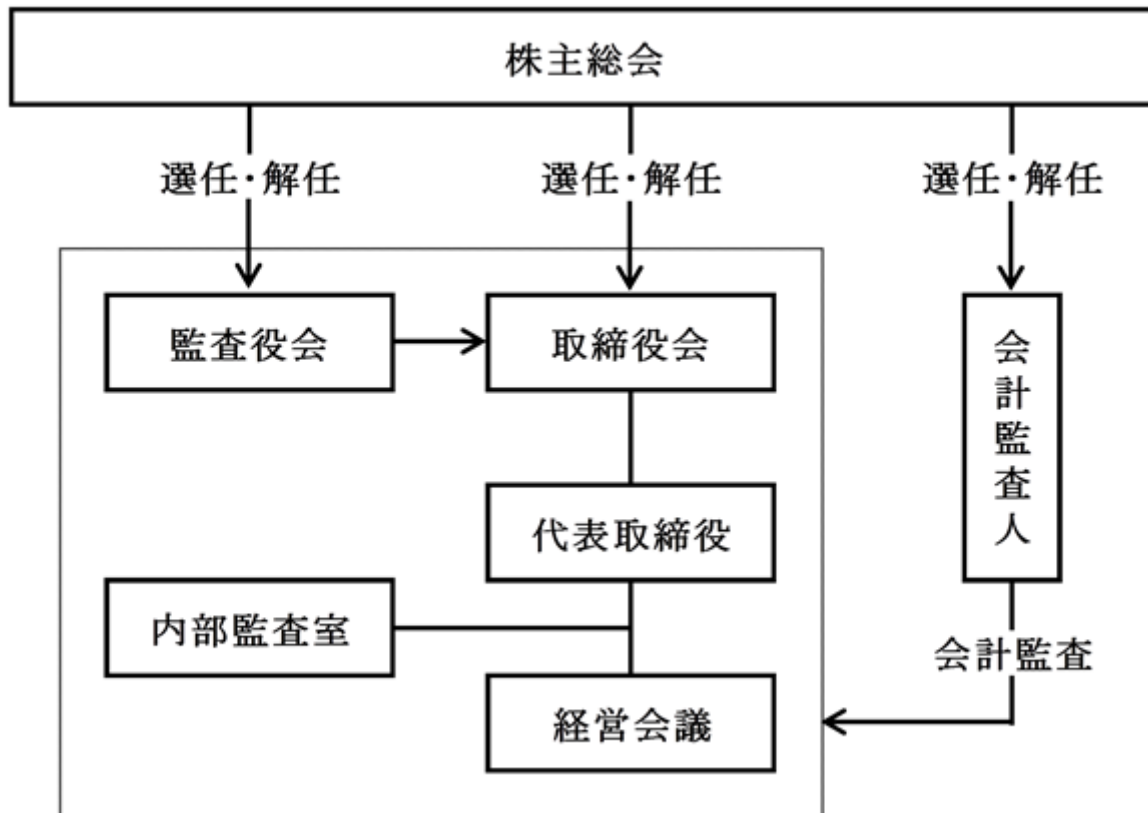 株主総会
選任・解任
選任・解任
選任・解任
監査役会
取締役会
会計監査人
代表取締役
内部監査室
会計監査
経営会議